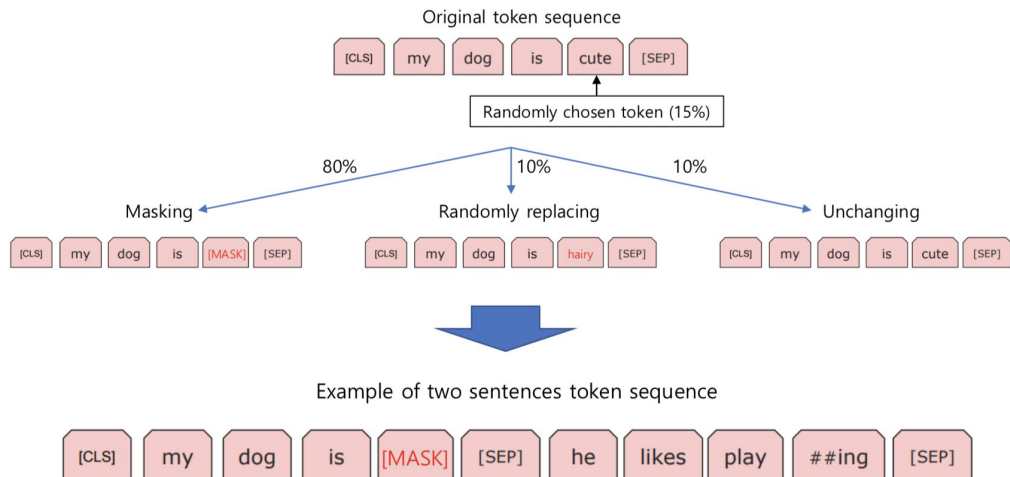 Original token sequence
[CLS] my dog is cute [SEP]
Randomly chosen token (15%)
80% 10% 10%
Masking Randomly replacing Unchanging
[CLS] my dog is [MASK] [SEP] [CLS] my dog is hairy [SEP] [CLS] my dog is cute [SEP]
Example of two sentences token sequence
[CLS] my dog is [MASK] [SEP] he likes play ##ing [SEP]